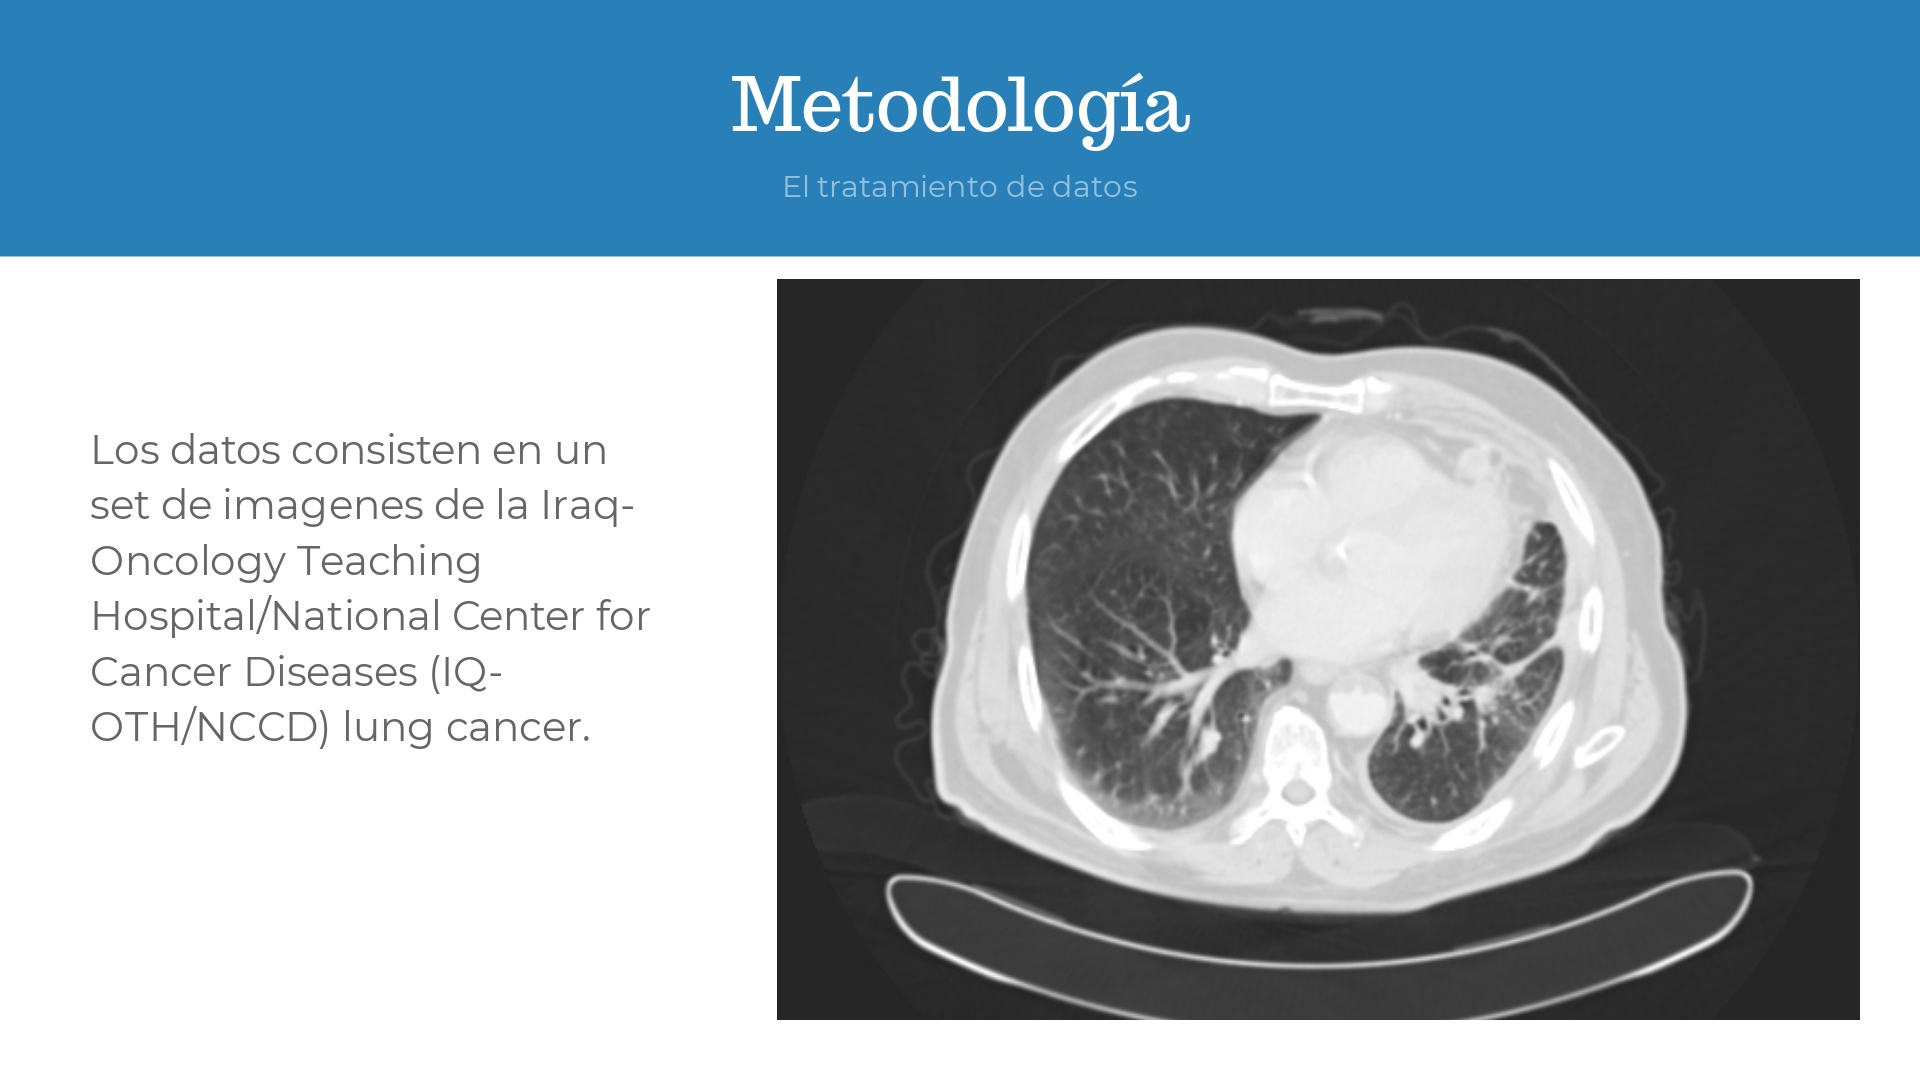 Metodología
El tratamiento de datos
Los datos consisten en un
set de imagenes de la Iraq-
Oncology Teaching
Hospital/National Center for
Cancer Diseases (IQ-
OTH/NCCD) lung cancer.